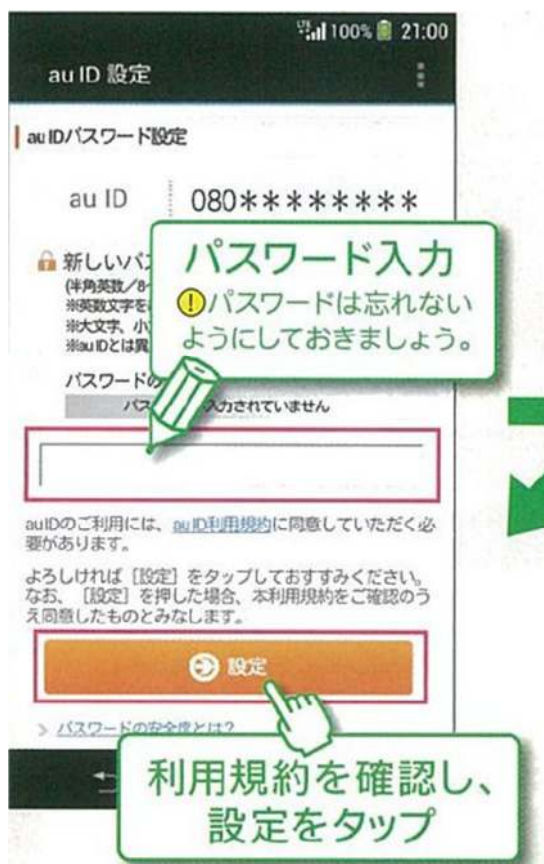 LTE 100% 21:00
au ID 設定
au IDパスワード設定
au ID 080********
新しいパ
(半角英数/8
※英数文字を
※大文字、小
※au IDとは異
パスワード入力
!パスワードは忘れない
ようにしておきましょう。
パスワードの
パス 入力されていません
au IDのご利用には、au ID利用規約に同意していただく必
要があります。
よろしければ［設定］をタップしておすすみください。
なお、［設定］を押した場合、本利用規約をご確認のう
え同意したものとみなします。
設定
> パスワードの安全度とは?
利用規約を確認し、
設定をタップ